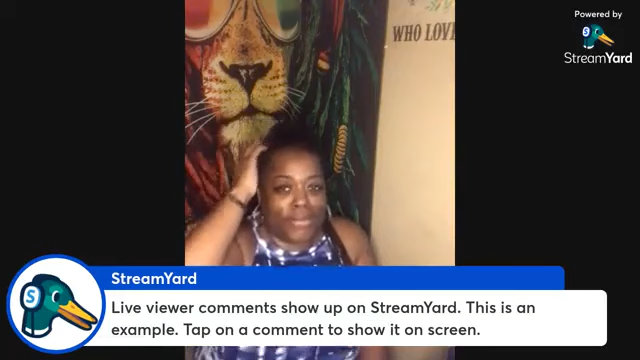 Powered by
StreamYard
WHO LOVE
StreamYard
Live viewer comments show up on StreamYard. This is an
example. Tap on a comment to show it on screen.